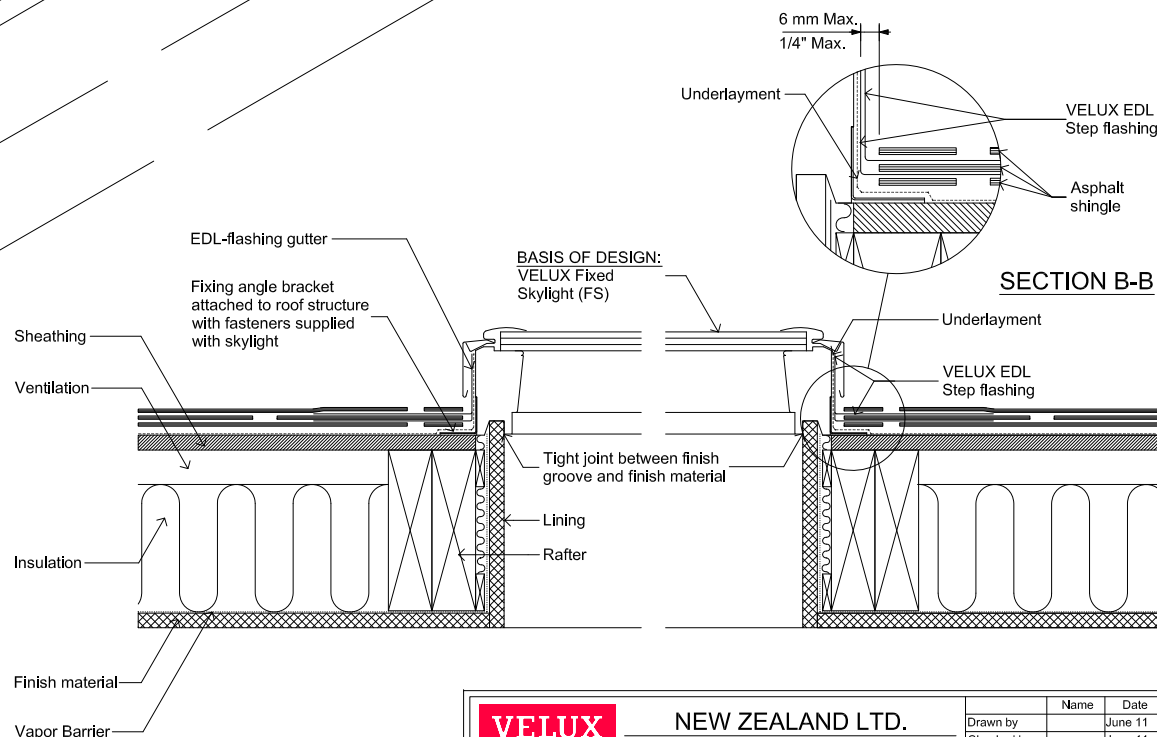 6 mm Max.
1/4" Max.
Underlayment
VELUX EDL
Step flashing
Asphalt
shingle
SECTION B-B
EDL-flashing gutter
BASIS OF DESIGN:
VELUX Fixed
Skylight (FS)
Fixing angle bracket
attached to roof structure
with fasteners supplied
with skylight
Underlayment
Sheathing
VELUX EDL
Step flashing
Ventilation
Tight joint between finish
groove and finish material
Lining
Rafter
Insulation
Finish material
Vapor Barrier
VELUX
NEW ZEALAND LTD.
Name Date
Drawn by June 11